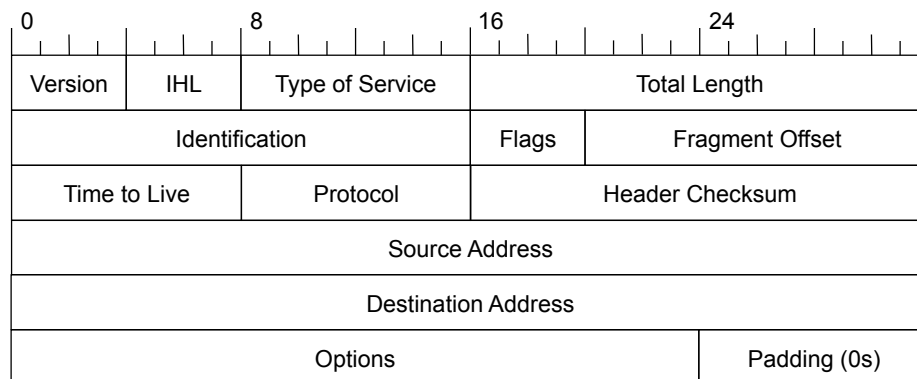 0 8 16 24
Version IHL Type of Service Total Length
Identification Flags Fragment Offset
Time to Live Protocol Header Checksum
Source Address
Destination Address
Options Padding (0s)